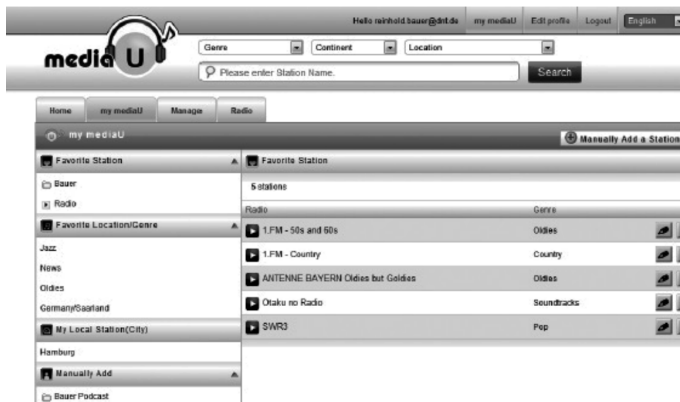 Hello reinhold.bauer@dnt.de my mediaU Edit profile Logout English
media U
Genre Continent Location
Please enter Station Name. Search
Home my mediaU Manage Radio
my mediaU
Manually Add a Station
Favorite Station
Bauer
Radio
Favorite Location/Genre
Jazz
News
Oldies
Germany/Saarland
My Local Station(City)
Hamburg
Manually Add
Bauer Podcast
Favorite Station
5 stations
Radio Genre
1.FM - 50s and 60s Oldies
1.FM - Country Country
ANTENNE BAYERN Oldies but Goldies Oldies
Otaku no Radio Soundtracks
SWR3 Pop